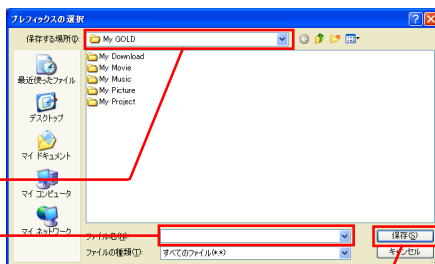 プレフィックスの選択
保存する場所(I):
My GOLD
My Download
My Movie
My Music
My Picture
My Project
最近使ったファイル
デスクトップ
マイ ドキュメント
マイ コンピュータ
マイ ネットワーク
ファイル名(N):
保存(S)
ファイルの種類(T):
すべてのファイル(*.*)
キャンセル